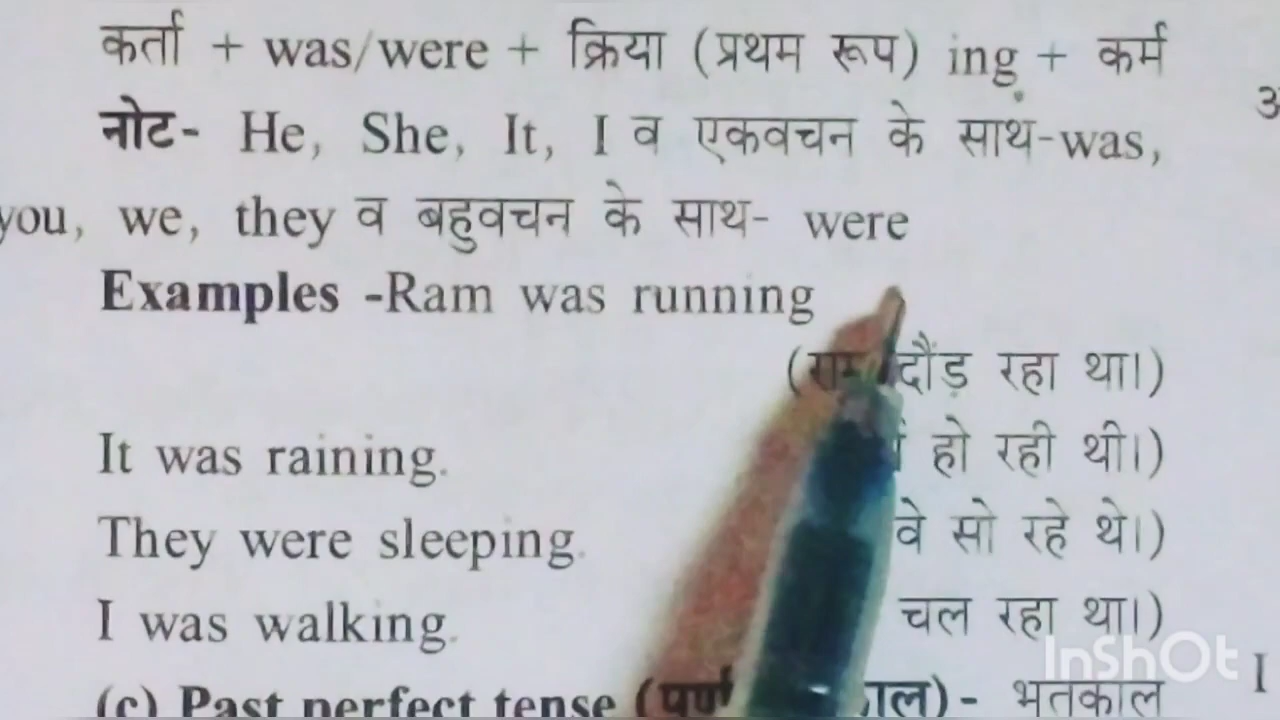 कर्ता + was/were + क्रिया (प्रथम रूप) ing + कर्म
नोट- He, She, It, I व एकवचन के साथ-was,
you, we, they व बहुवचन के साथ- were
Examples -Ram was running
(राम दौंड़ रहा था।)
It was raining. हो रही थी।)
They were sleeping. वे सो रहे थे।)
I was walking. चल रहा था।)
(c) Past perfect tense (पूर्ण - भूतकाल
I
InShOt